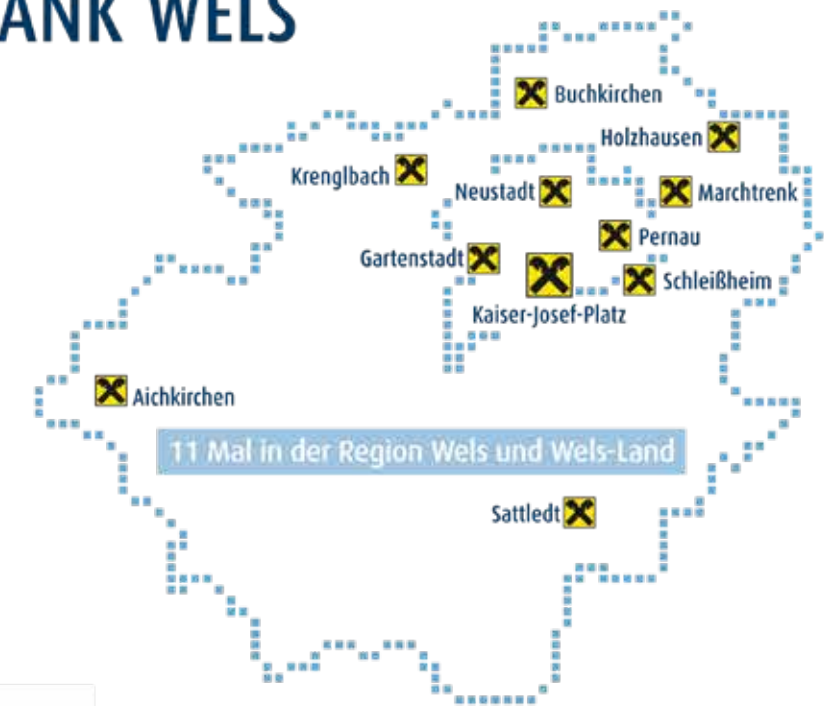 ANK WELS
Buchkirchen
Holzhausen
Krenglbach
Neustadt
Marchtrenk
Pernau
Gartenstadt
Schleißheim
Kaiser-Josef-Platz
Aichkirchen
11 Mal in der Region Wels und Wels-Land
Sattledt